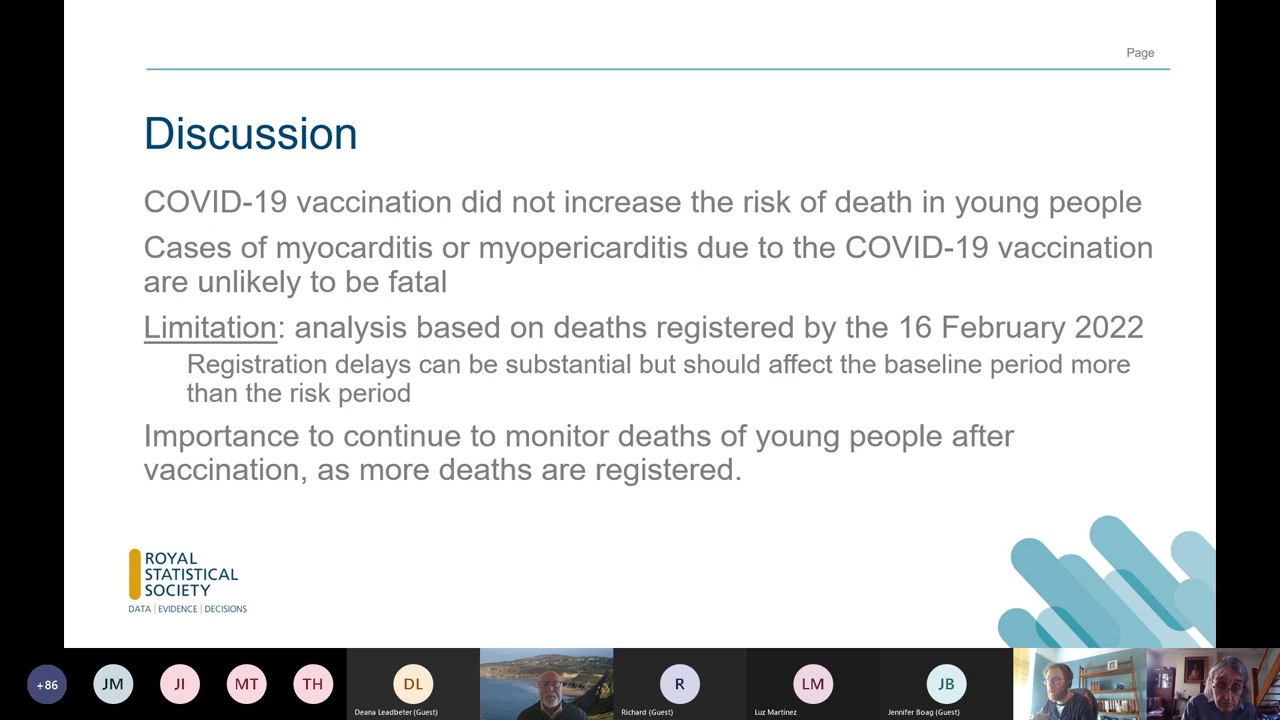 Page
Discussion
COVID-19 vaccination did not increase the risk of death in young people
Cases of myocarditis or myopericarditis due to the COVID-19 vaccination
are unlikely to be fatal
Limitation: analysis based on deaths registered by the 16 February 2022
Registration delays can be substantial but should affect the baseline period more
than the risk period
Importance to continue to monitor deaths of young people after
vaccination, as more deaths are registered.
ROYAL
STATISTICAL
SOCIETY
DATA | EVIDENCE | DECISIONS
+86
JM
JI
MT
TH
DL
R
LM
JB
Deana Leadbeter (Guest)
Richard (Guest)
Luz Martinez
Jennifer Boag (Guest)